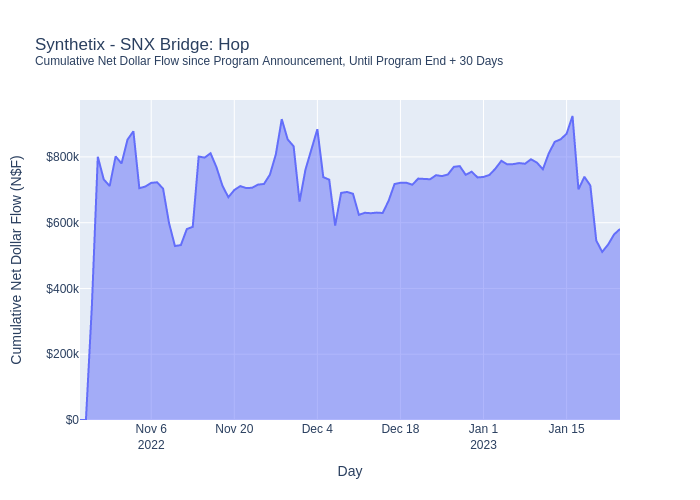 Synthetix - SNX Bridge: Hop
Cumulative Net Dollar Flow since Program Announcement, Until Program End + 30 Days
Cumulative Net Dollar Flow (N$F)
$800k
$600k
$400k
$200k
$0
Nov 6 Nov 20 Dec 4 Dec 18 Jan 1 Jan 15
2022 2023
Day